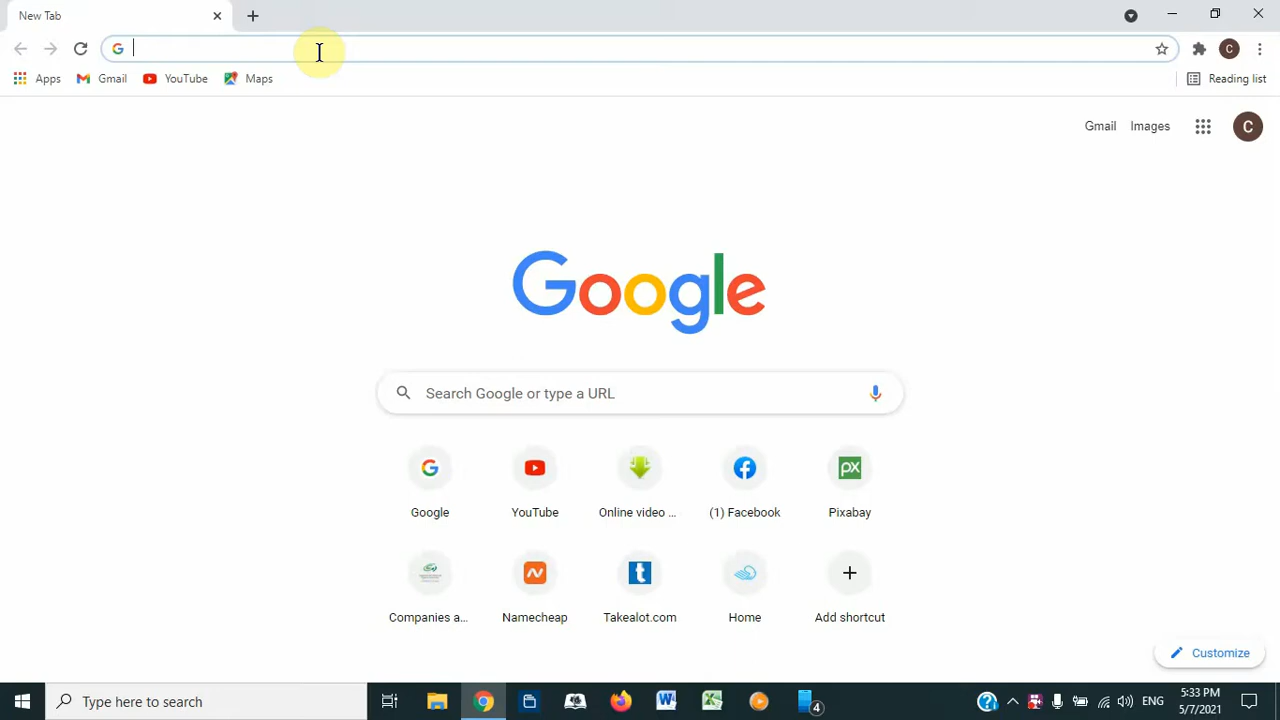 New Tab
Apps Gmail YouTube Maps Reading list
Gmail Images C
Google
Search Google or type a URL
Google YouTube Online video ... (1) Facebook Pixabay
Companies a... Namecheap Takealot.com Home Add shortcut
Customize
Type here to search 4 ENG 5:33 PM
5/7/2021